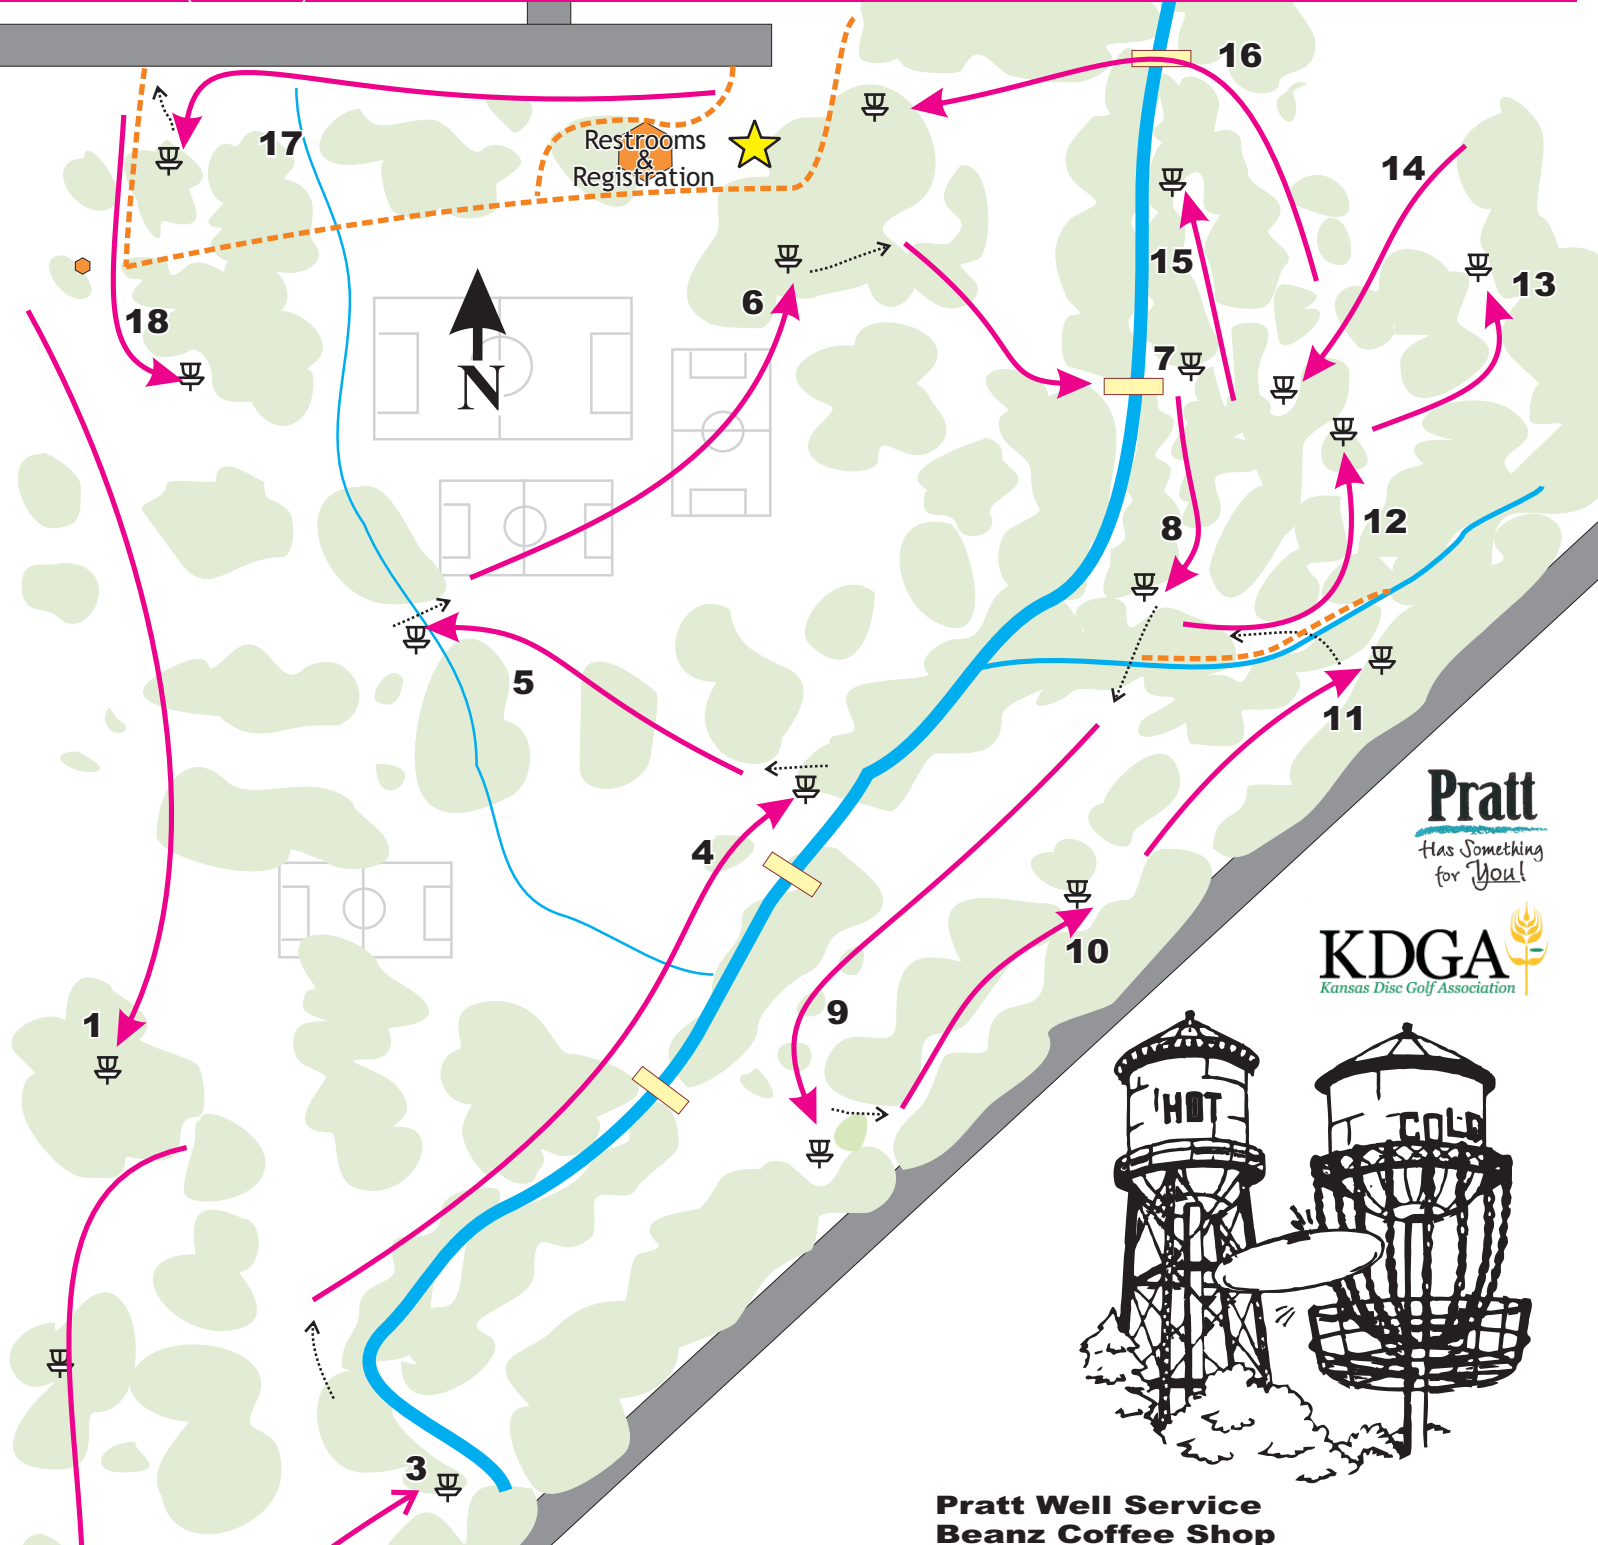 16
17
Restrooms
&
Registration
14
15
13
6
18
N
7
12
8
5
11
Pratt
Has Something
for You!
4
10
KDGA
Kansas Disc Golf Association
9
1
HOT
COLD
3
Pratt Well Service
Beanz Coffee Shop